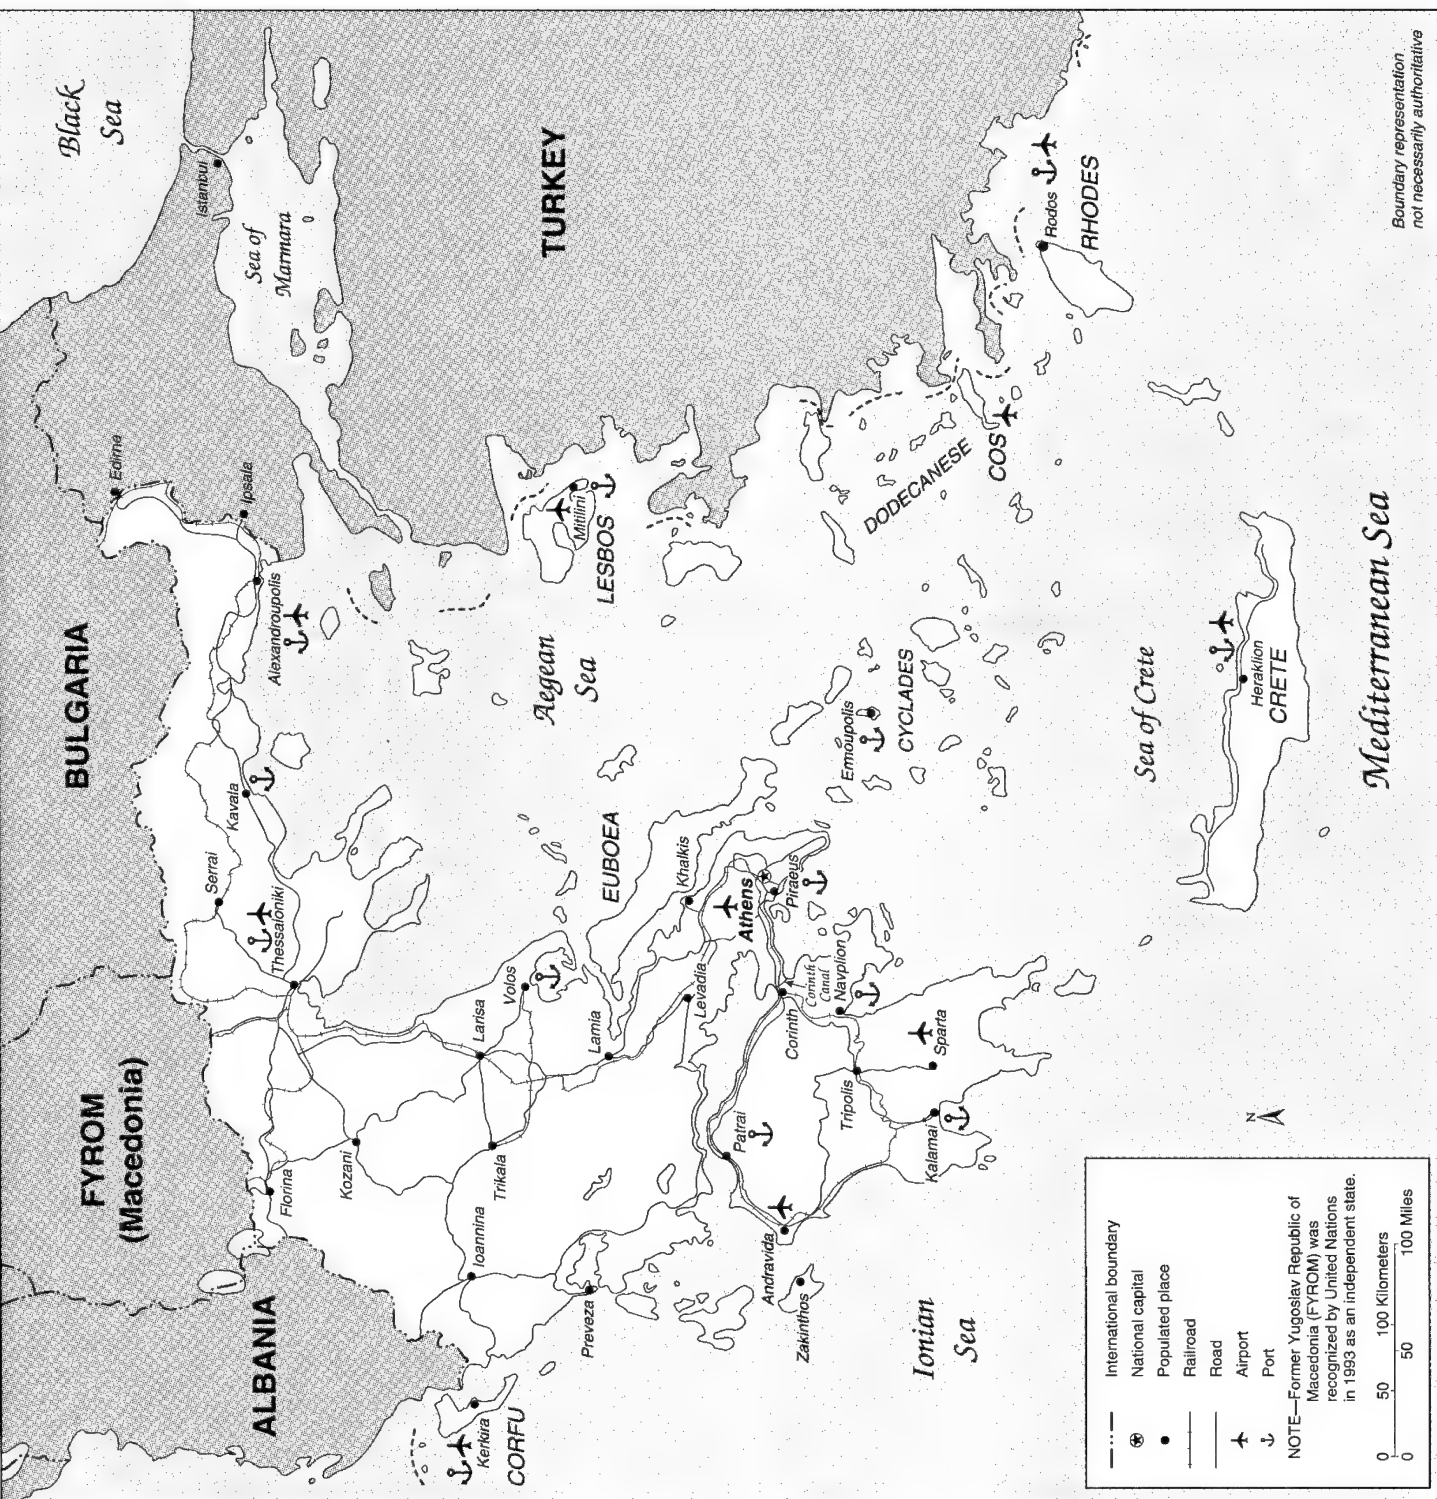 Black
Sea
Istanbul
Sea of
Marmara
TURKEY
BULGARIA
Edirne
Ipsala
Alexandroupolis
Kavala
Serrai
Thessaloniki
FYROM
(Macedonia)
Florina
Kozani
ALBANIA
Ioannina
Trikala
Larisa
Volos
Lamia
Levadia
EUBOEA
Khalkis
Athens
Piraeus
Corinth
Canal
Corinth
Navplion
Tripolis
Sparta
Kalamai
Patrai
Andravida
Zakinthos
Preveza
Kerkira
CORFU
Ionian
Sea
Aegean
Sea
Mitilini
LESBOS
DODECANESE
COS
Rodos
RHODES
Ermoupolis
CYCLADES
Sea of Crete
Heraklion
CRETE
Mediterranean Sea
N
International boundary
National capital
Populated place
Railroad
Road
Airport
Port
NOTE—Former Yugoslav Republic of
Macedonia (FYROM) was
recognized by United Nations
in 1993 as an independent state.
0 50 100 Kilometers
0 50 100 Miles
Boundary representation
not necessarily authoritative